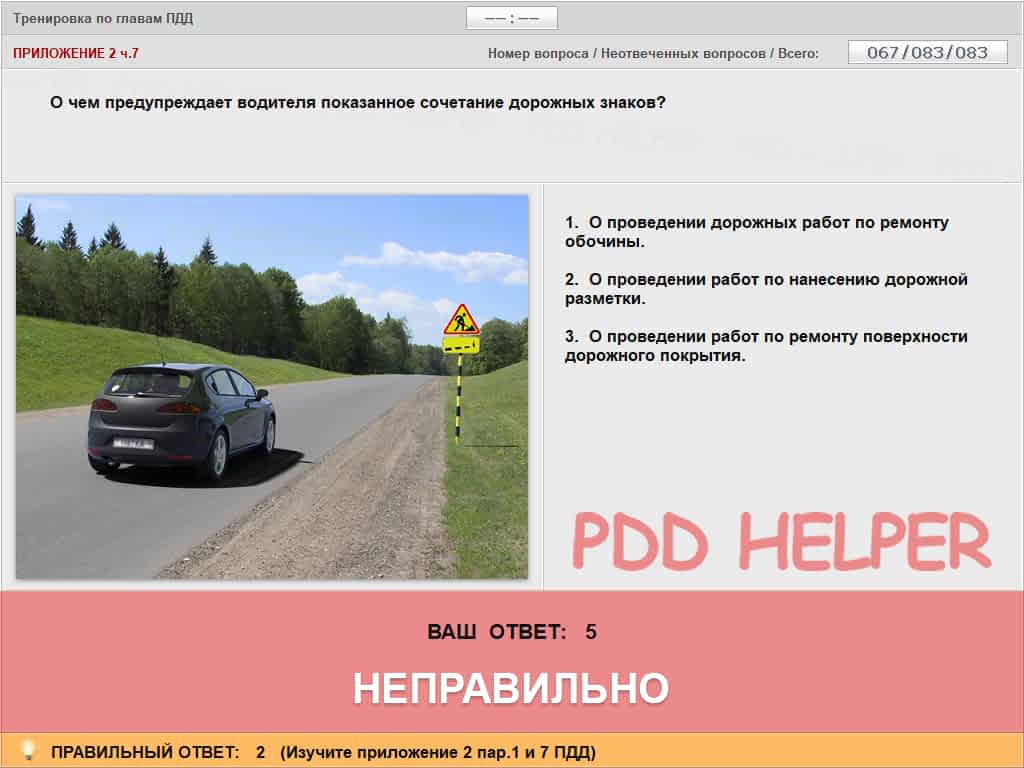 Тренировка по главам ПДД
—— : ——
ПРИЛОЖЕНИЕ 2 ч.7
Номер вопроса / Неотвеченных вопросов / Всего:
067/083/083
О чем предупреждает водителя показанное сочетание дорожных знаков?
1. О проведении дорожных работ по ремонту
обочины.
2. О проведении работ по нанесению дорожной
разметки.
3. О проведении работ по ремонту поверхности
дорожного покрытия.
PDD HELPER
ВАШ ОТВЕТ: 5
НЕПРАВИЛЬНО
ПРАВИЛЬНЫЙ ОТВЕТ: 2 (Изучите приложение 2 пар.1 и 7 ПДД)